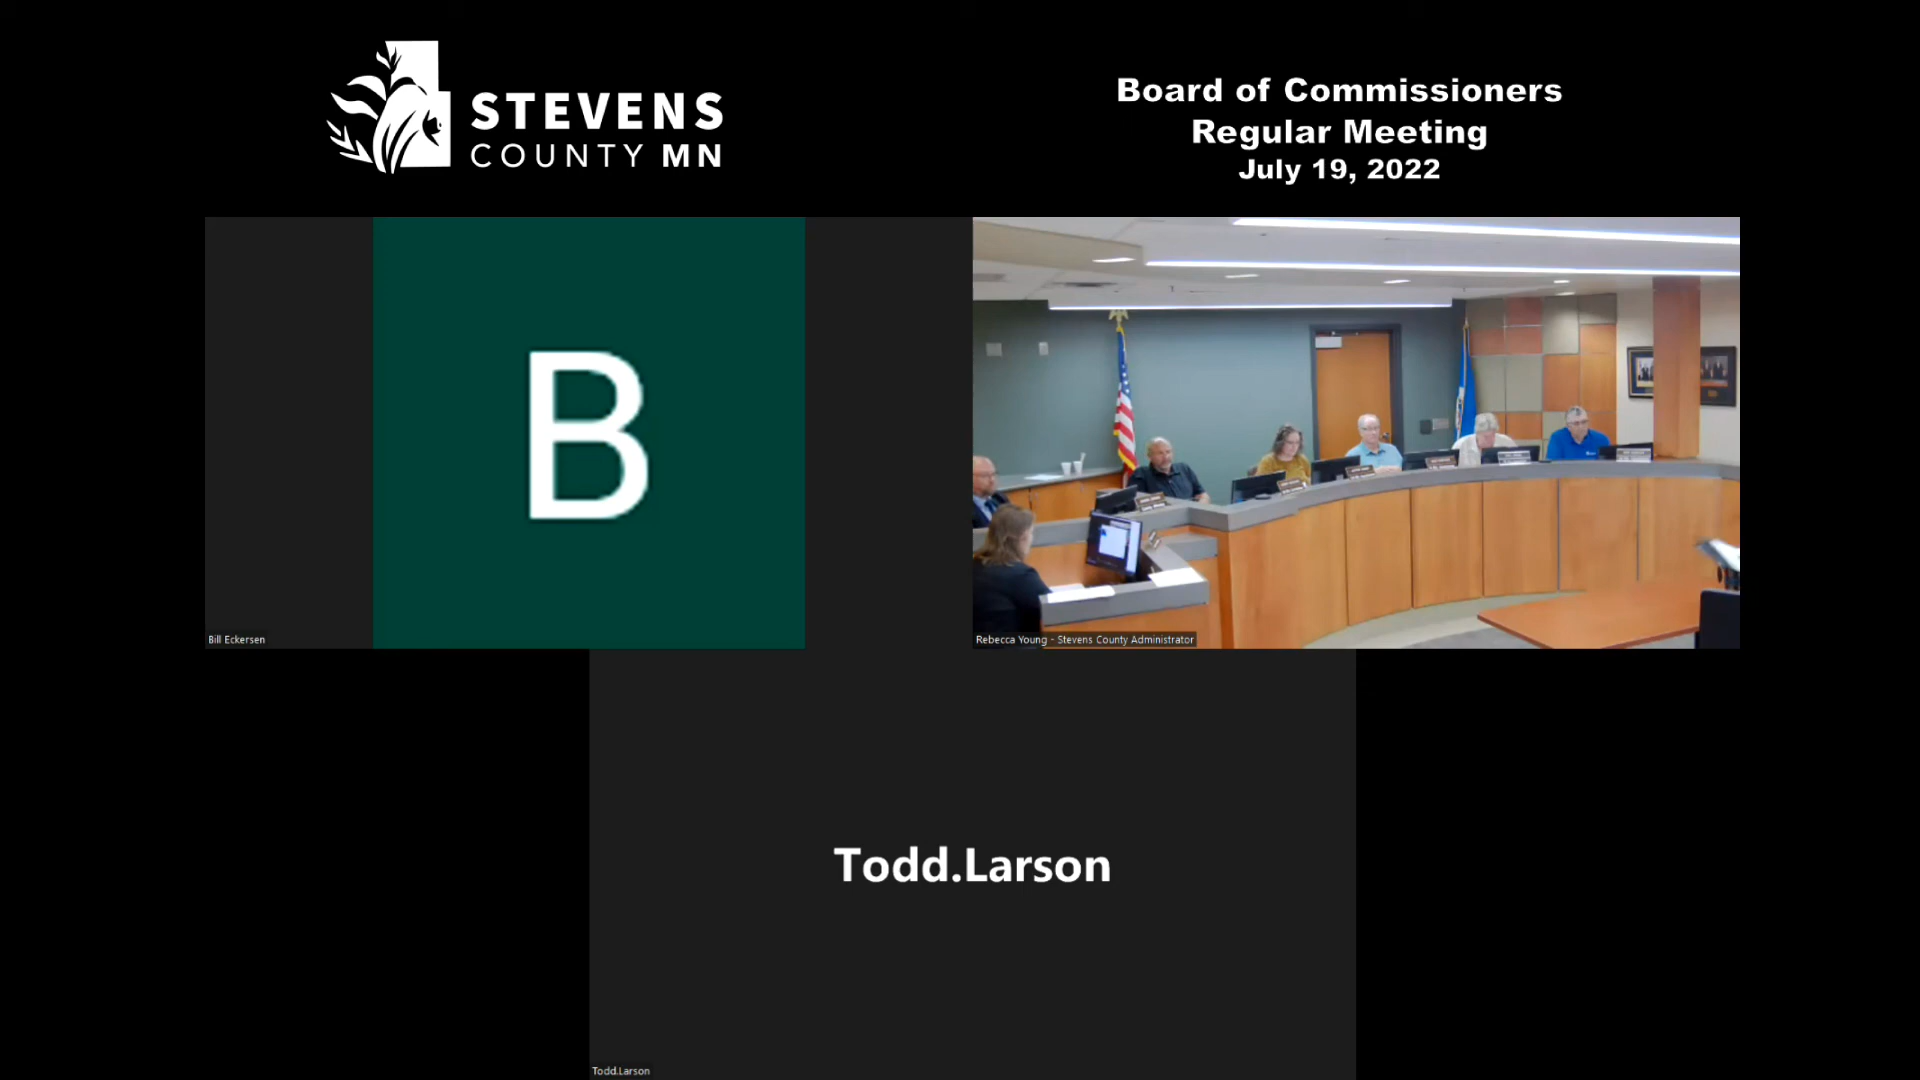 STEVENS
COUNTY MN
Board of Commissioners
Regular Meeting
July 19, 2022
B
Bill Eckersen
Rebecca Young - Stevens County Administrator
Todd.Larson
Todd.Larson